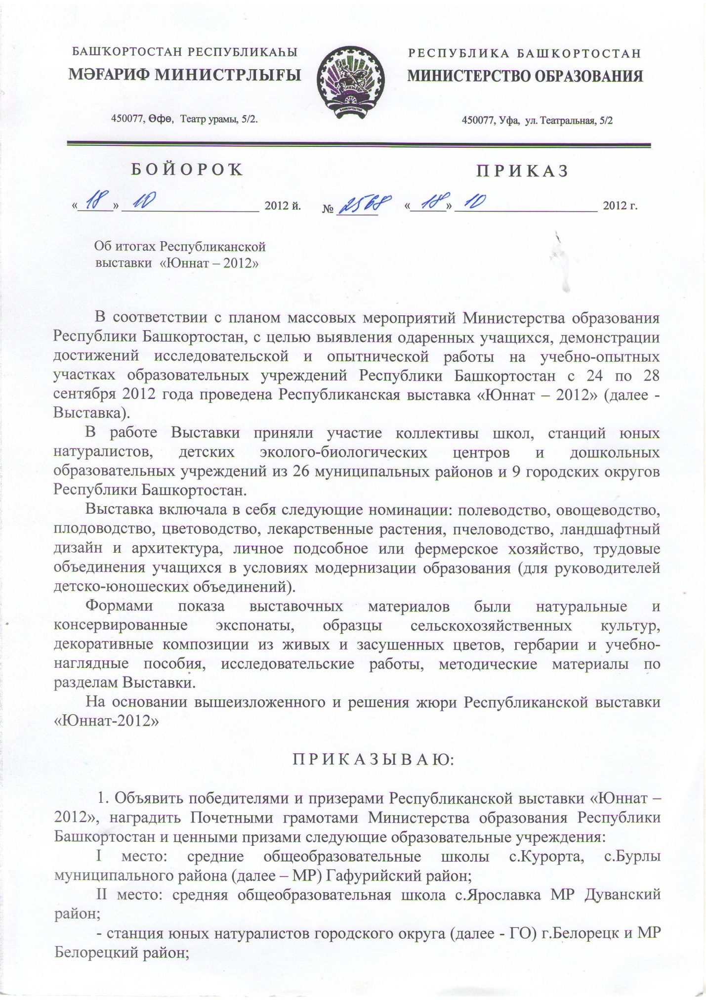 БАШҠОРТОСТАН РЕСПУБЛИКАҺЫ
МӘҒАРИФ МИНИСТРЛЫҒЫ
450077, Өфө, Театр урамы, 5/2.
РЕСПУБЛИКА БАШКОРТОСТАН
МИНИСТЕРСТВО ОБРАЗОВАНИЯ
450077, Уфа, ул. Театральная, 5/2
БАШКОРТОСТАН
Б О Й О Р О Ҡ
П Р И К А З
«18» 10 2012 й. № 2568 «18» 10 2012 г.
Об итогах Республиканской
выставки «Юннат – 2012»
В соответствии с планом массовых мероприятий Министерства образования
Республики Башкортостан, с целью выявления одаренных учащихся, демонстрации
достижений исследовательской и опытнической работы на учебно-опытных
участках образовательных учреждений Республики Башкортостан с 24 по 28
сентября 2012 года проведена Республиканская выставка «Юннат – 2012» (далее -
Выставка).
В работе Выставки приняли участие коллективы школ, станций юных
натуралистов, детских эколого-биологических центров и дошкольных
образовательных учреждений из 26 муниципальных районов и 9 городских округов
Республики Башкортостан.
Выставка включала в себя следующие номинации: полеводство, овощеводство,
плодоводство, цветоводство, лекарственные растения, пчеловодство, ландшафтный
дизайн и архитектура, личное подсобное или фермерское хозяйство, трудовые
объединения учащихся в условиях модернизации образования (для руководителей
детско-юношеских объединений).
Формами показа выставочных материалов были натуральные и
консервированные экспонаты, образцы сельскохозяйственных культур,
декоративные композиции из живых и засушенных цветов, гербарии и учебно-
наглядные пособия, исследовательские работы, методические материалы по
разделам Выставки.
На основании вышеизложенного и решения жюри Республиканской выставки
«Юннат-2012»
П Р И К А З Ы В А Ю:
1. Объявить победителями и призерами Республиканской выставки «Юннат –
2012», наградить Почетными грамотами Министерства образования Республики
Башкортостан и ценными призами следующие образовательные учреждения:
I место: средние общеобразовательные школы с.Курорта, с.Бурлы
муниципального района (далее – МР) Гафурийский район;
II место: средняя общеобразовательная школа с.Ярославка МР Дуванский
район;
- станция юных натуралистов городского округа (далее - ГО) г.Белорецк и МР
Белорецкий район;